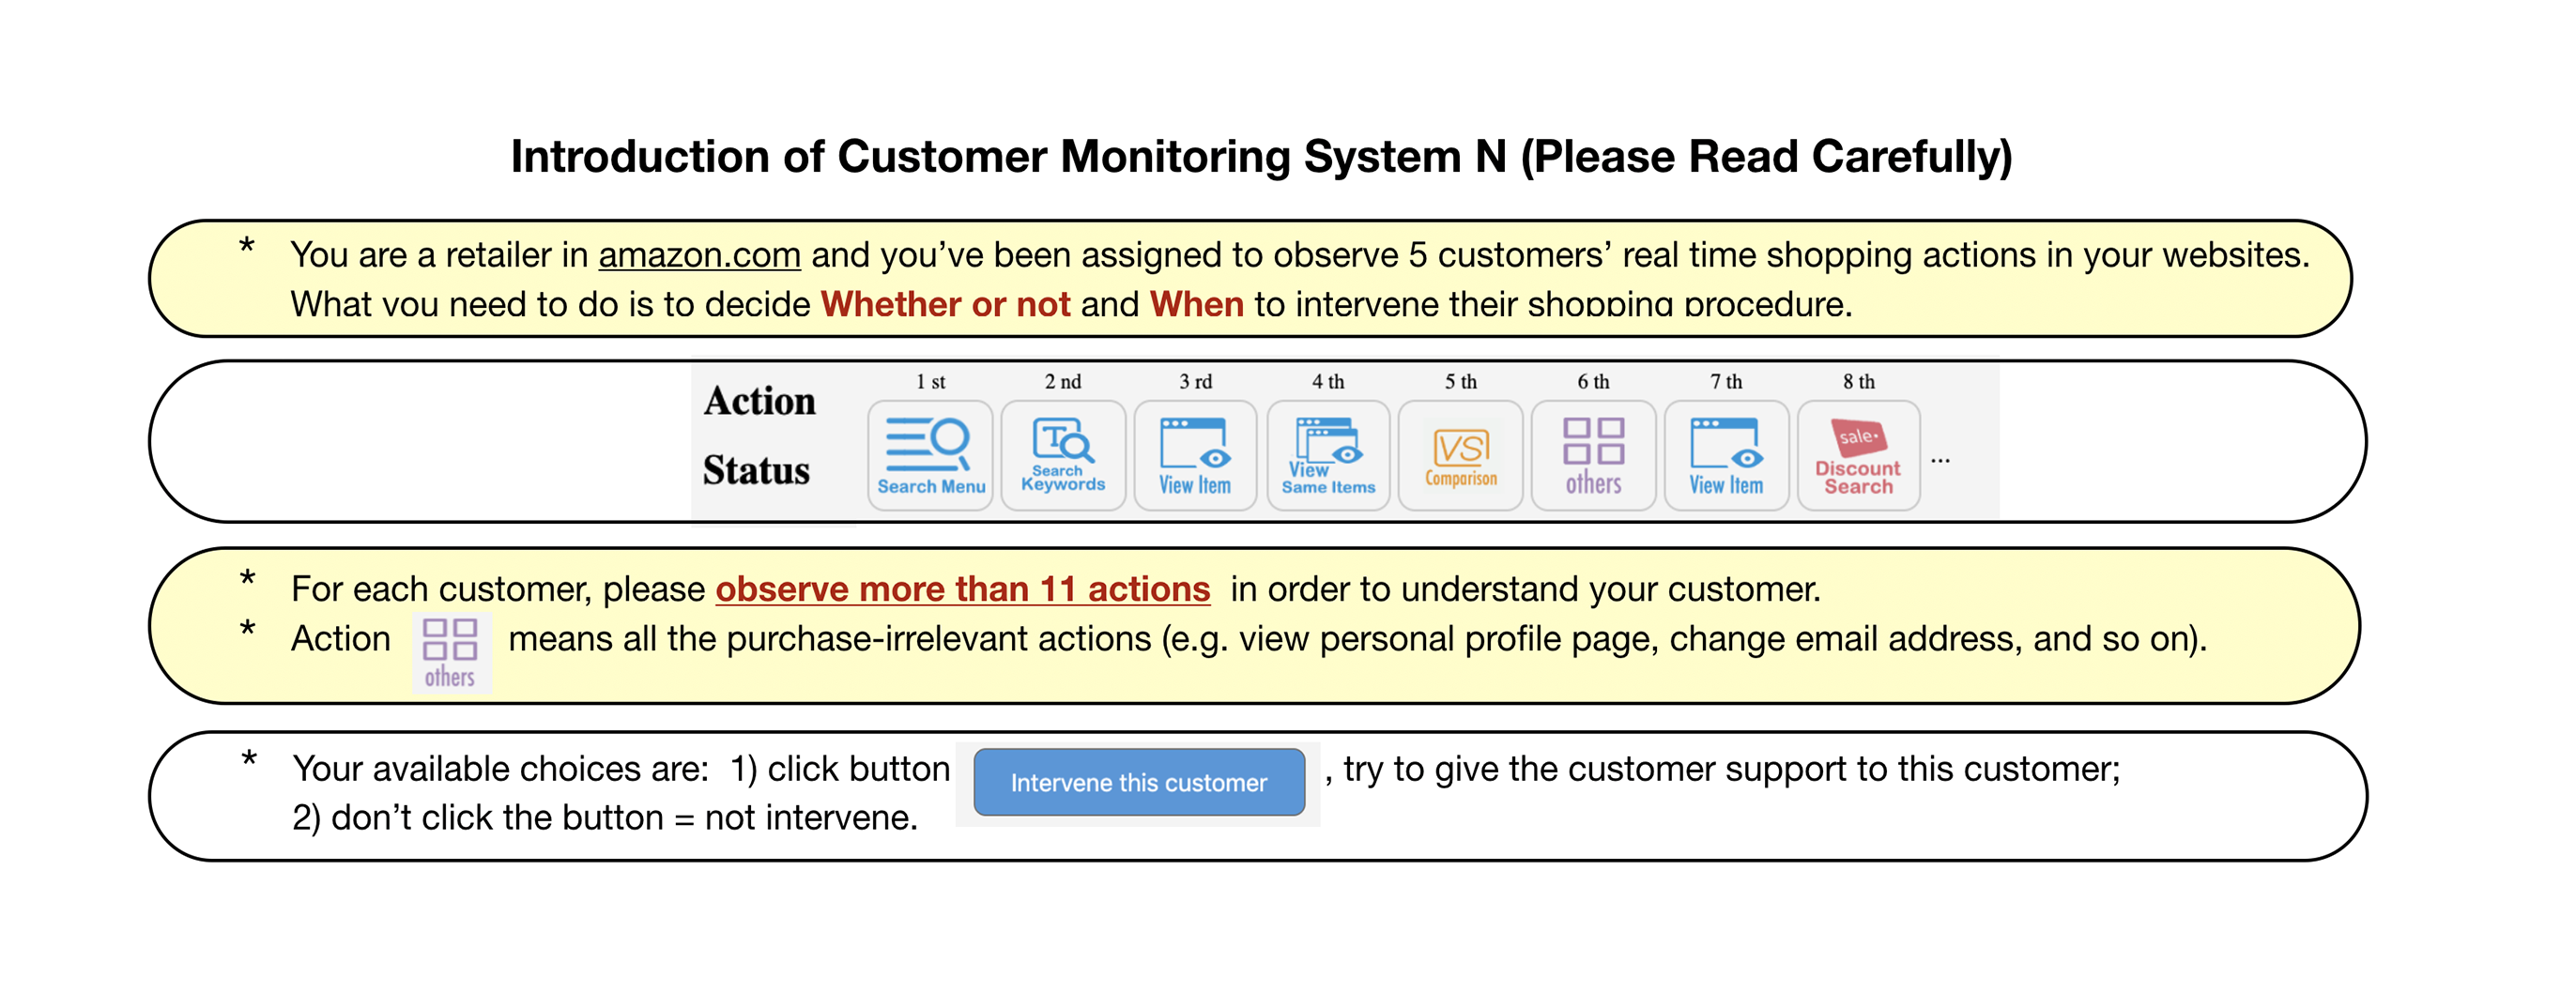 Introduction of Customer Monitoring System N (Please Read Carefully)
* You are a retailer in amazon.com and you’ve been assigned to observe 5 customers’ real time shopping actions in your websites.
What you need to do is to decide Whether or not and When to intervene their shopping procedure.
1 st 2 nd 3 rd 4 th 5 th 6 th 7 th 8 th
Action
Status
Search Menu
T
Search
Keywords
View Item
View
Same Items
VS
Comparison
others
View Item
sale
Discount
Search
...
* For each customer, please observe more than 11 actions in order to understand your customer.
* Action others means all the purchase-irrelevant actions (e.g. view personal profile page, change email address, and so on).
* Your available choices are: 1) click button Intervene this customer , try to give the customer support to this customer;
2) don’t click the button = not intervene.